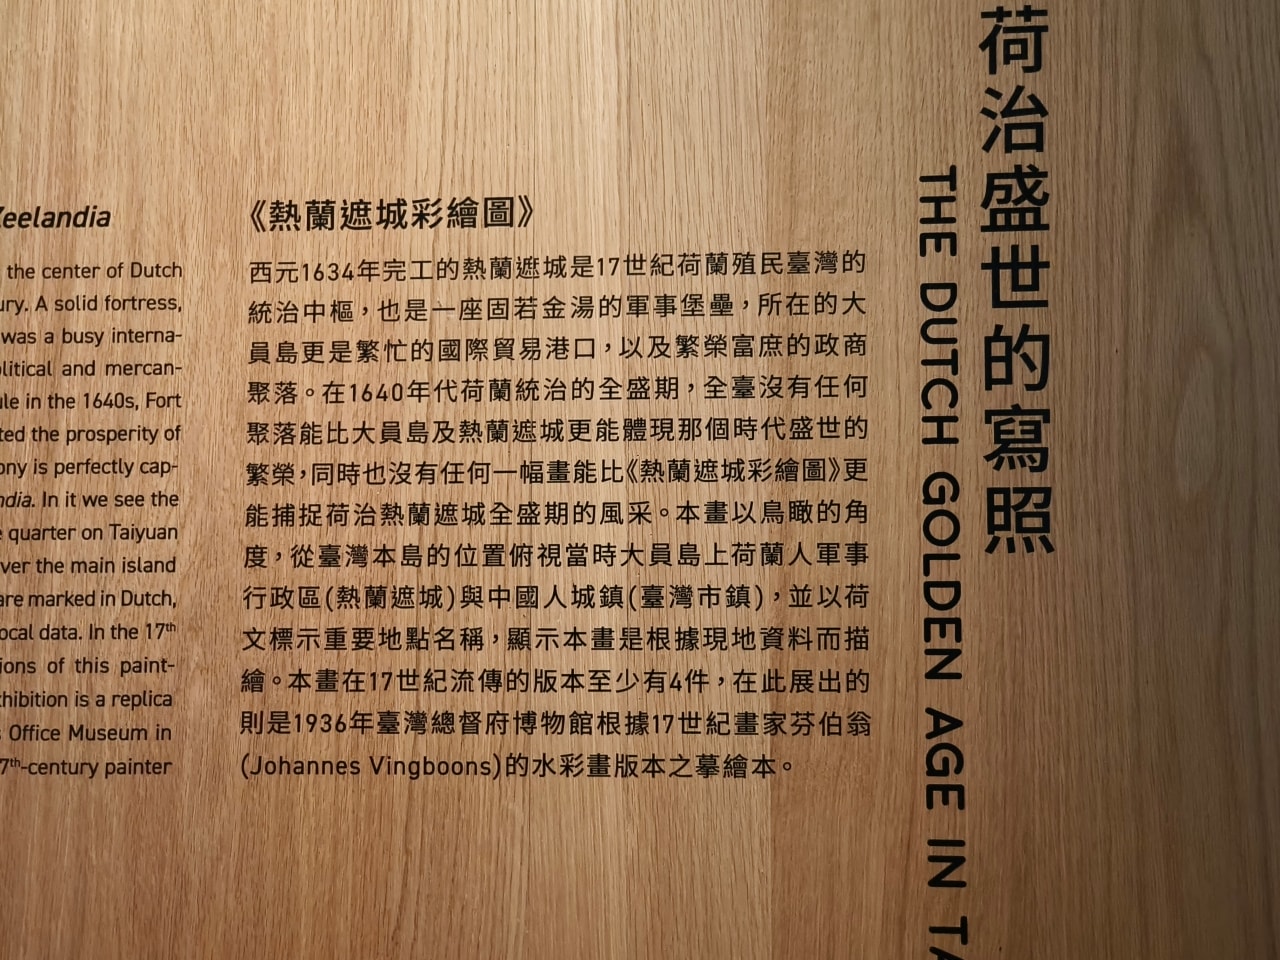 荷治盛世的寫照
THE DUTCH GOLDEN AGE IN
《熱蘭遮城彩繪圖》
西元1634年完工的熱蘭遮城是17世紀荷蘭殖民臺灣的
統治中樞，也是一座固若金湯的軍事堡壘，所在的大
員島更是繁忙的國際貿易港口，以及繁榮富庶的政商
聚落。在1640年代荷蘭統治的全盛期，全臺沒有任何
聚落能比大員島及熱蘭遮城更能體現那個時代盛世的
繁榮，同時也沒有任何一幅畫能比《熱蘭遮城彩繪圖》更
能捕捉荷治熱蘭遮城全盛期的風采。本畫以鳥瞰的角
度，從臺灣本島的位置俯視當時大員島上荷蘭人軍事
行政區(熱蘭遮城)與中國人城鎮(臺灣市鎮)，並以荷
文標示重要地點名稱，顯示本畫是根據現地資料而描
繪。本畫在17世紀流傳的版本至少有4件，在此展出的
則是1936年臺灣總督府博物館根據17世紀畫家芬伯翁
(Johannes Vingboons)的水彩畫版本之摹繪本。
Zeelandia
the center of Dutch
ury. A solid fortress,
was a busy interna-
olitical and mercan-
ule in the 1640s, Fort
ted the prosperity of
ony is perfectly cap-
ndia. In it we see the
e quarter on Taiyuan
ver the main island
are marked in Dutch,
ocal data. In the 17th
ions of this paint-
xhibition is a replica
s Office Museum in
7th-century painter